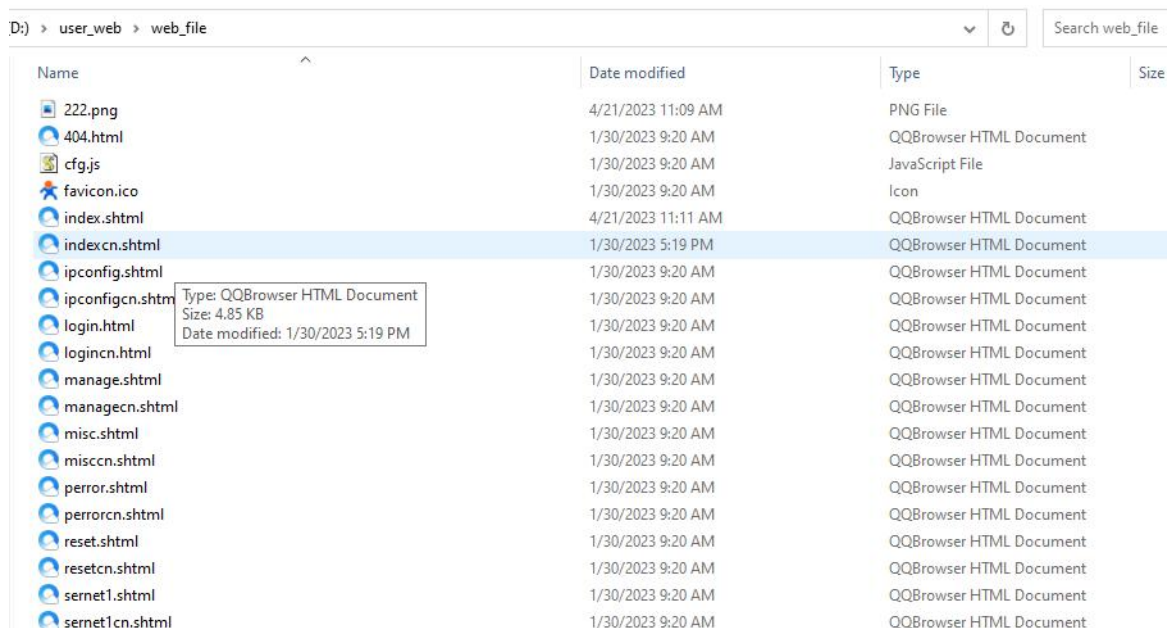 D:) > user_web > web_file Search web_file
Name Date modified Type Size
222.png 4/21/2023 11:09 AM PNG File
404.html 1/30/2023 9:20 AM QQBrowser HTML Document
cfg.js 1/30/2023 9:20 AM JavaScript File
favicon.ico 1/30/2023 9:20 AM Icon
index.shtml 4/21/2023 11:11 AM QQBrowser HTML Document
indexcn.shtml 1/30/2023 5:19 PM QQBrowser HTML Document
ipconfig.shtml 1/30/2023 9:20 AM QQBrowser HTML Document
ipconfigcn.shtm 1/30/2023 9:20 AM QQBrowser HTML Document
Type: QQBrowser HTML Document
Size: 4.85 KB
Date modified: 1/30/2023 5:19 PM
login.html 1/30/2023 9:20 AM QQBrowser HTML Document
logincn.html 1/30/2023 9:20 AM QQBrowser HTML Document
manage.shtml 1/30/2023 9:20 AM QQBrowser HTML Document
managecn.shtml 1/30/2023 9:20 AM QQBrowser HTML Document
misc.shtml 1/30/2023 9:20 AM QQBrowser HTML Document
misccn.shtml 1/30/2023 9:20 AM QQBrowser HTML Document
perror.shtml 1/30/2023 9:20 AM QQBrowser HTML Document
perrorcn.shtml 1/30/2023 9:20 AM QQBrowser HTML Document
reset.shtml 1/30/2023 9:20 AM QQBrowser HTML Document
resetcn.shtml 1/30/2023 9:20 AM QQBrowser HTML Document
sernet1.shtml 1/30/2023 9:20 AM QQBrowser HTML Document
sernet1cn.shtml 1/30/2023 9:20 AM QQBrowser HTML Document